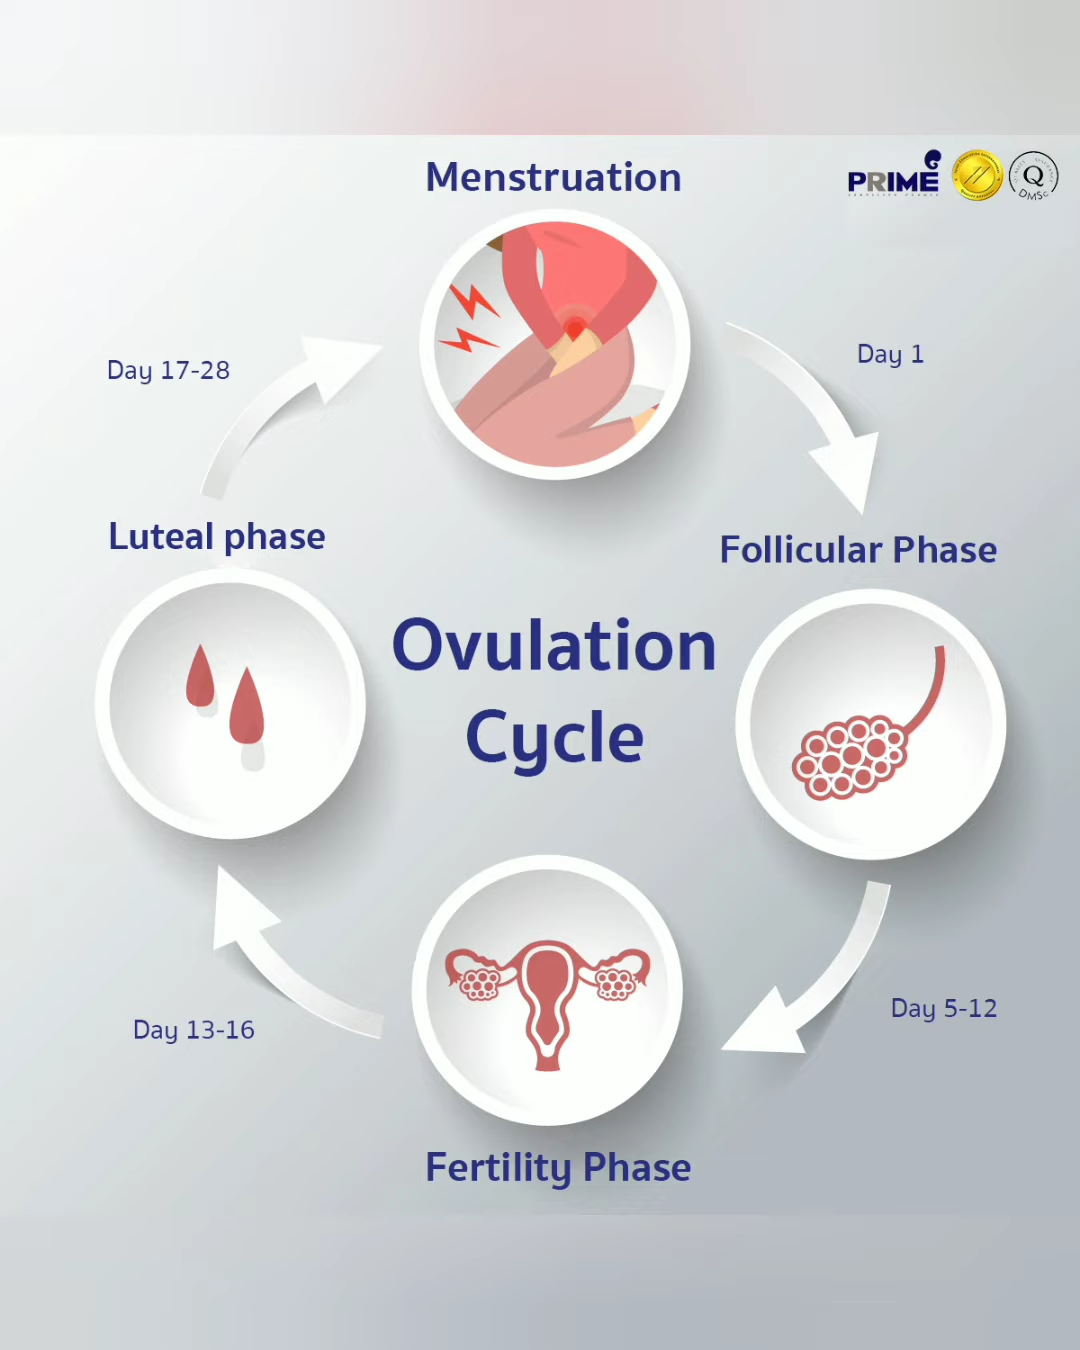 Menstruation
PRIME
Q
DMSc
Day 17-28
Day 1
Luteal phase
Follicular Phase
Ovulation
Cycle
Day 13-16
Day 5-12
Fertility Phase